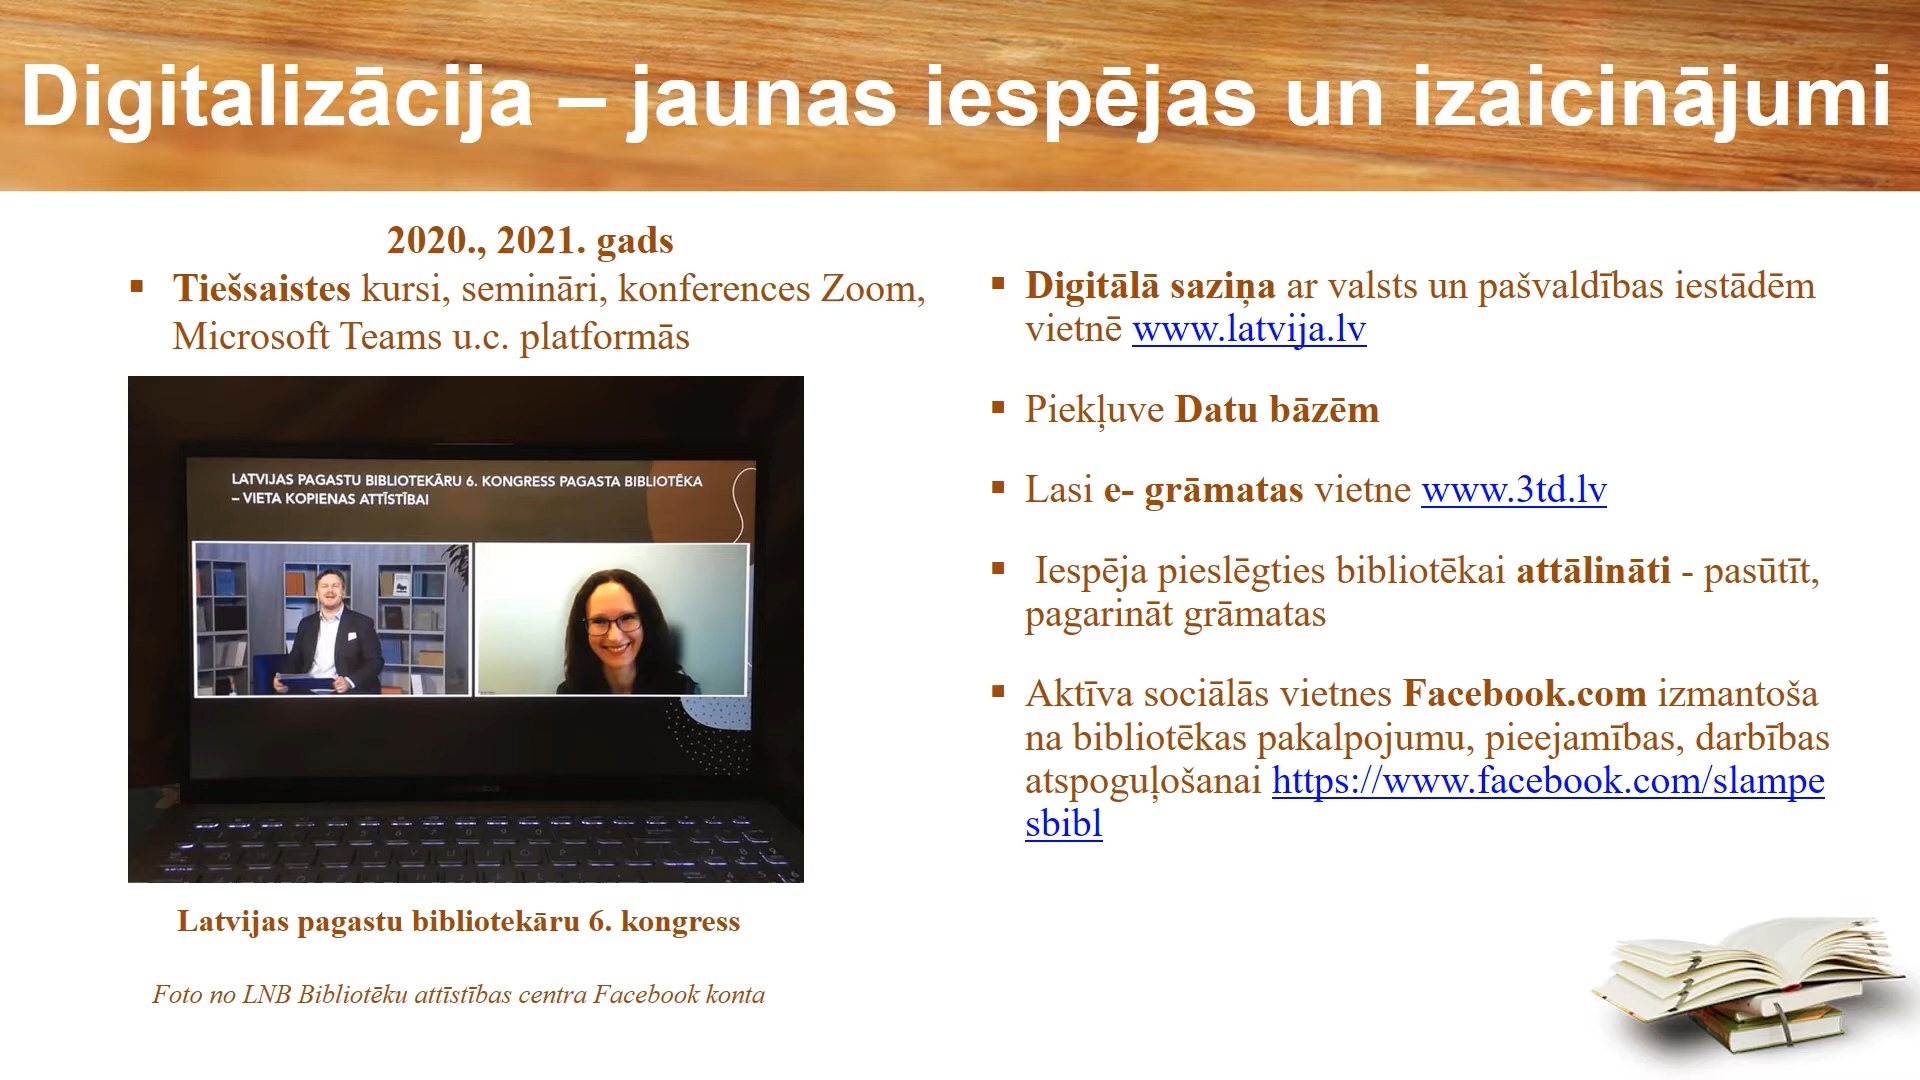 Digitalizācija – jaunas iespējas un izaicinājumi
2020., 2021. gads
▪ Tiešsaistes kursi, semināri, konferences Zoom,
Microsoft Teams u.c. platformās
LATVIJAS PAGASTU BIBLIOTEKĀRU 6. KONGRESS PAGASTA BIBLIOTĒKA
– VIETA KOPIENAS ATTĪSTĪBAI
Latvijas pagastu bibliotekāru 6. kongress
Foto no LNB Bibliotēku attīstības centra Facebook konta
▪ Digitālā saziņa ar valsts un pašvaldības iestādēm
vietnē www.latvija.lv
▪ Piekļuve Datu bāzēm
▪ Lasi e- grāmatas vietne www.3td.lv
▪ Iespēja pieslēgties bibliotēkai attālināti - pasūtīt,
pagarināt grāmatas
▪ Aktīva sociālās vietnes Facebook.com izmantoša
na bibliotēkas pakalpojumu, pieejamības, darbības
atspoguļošanai https://www.facebook.com/slampe
sbibl